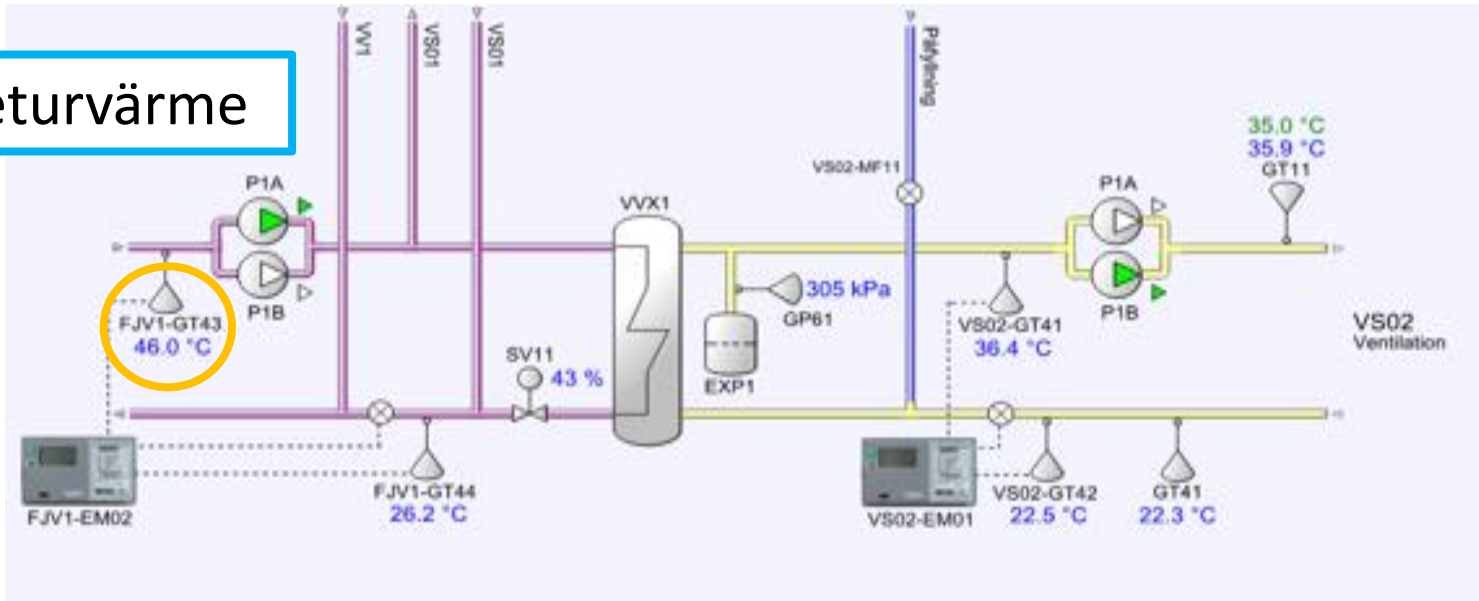 eturvärme
VV1
VS01
VS01
Påfyllning
VS02-MF11
35.0 °C
35.9 °C
GT11
P1A
P1B
VVX1
P1A
P1B
FJV1-GT43
46.0 °C
305 kPa
GP61
EXP1
VS02-GT41
36.4 °C
VS02
Ventilation
SV11
43 %
FJV1-EM02
FJV1-GT44
26.2 °C
VS02-EM01
VS02-GT42
22.5 °C
GT41
22.3 °C